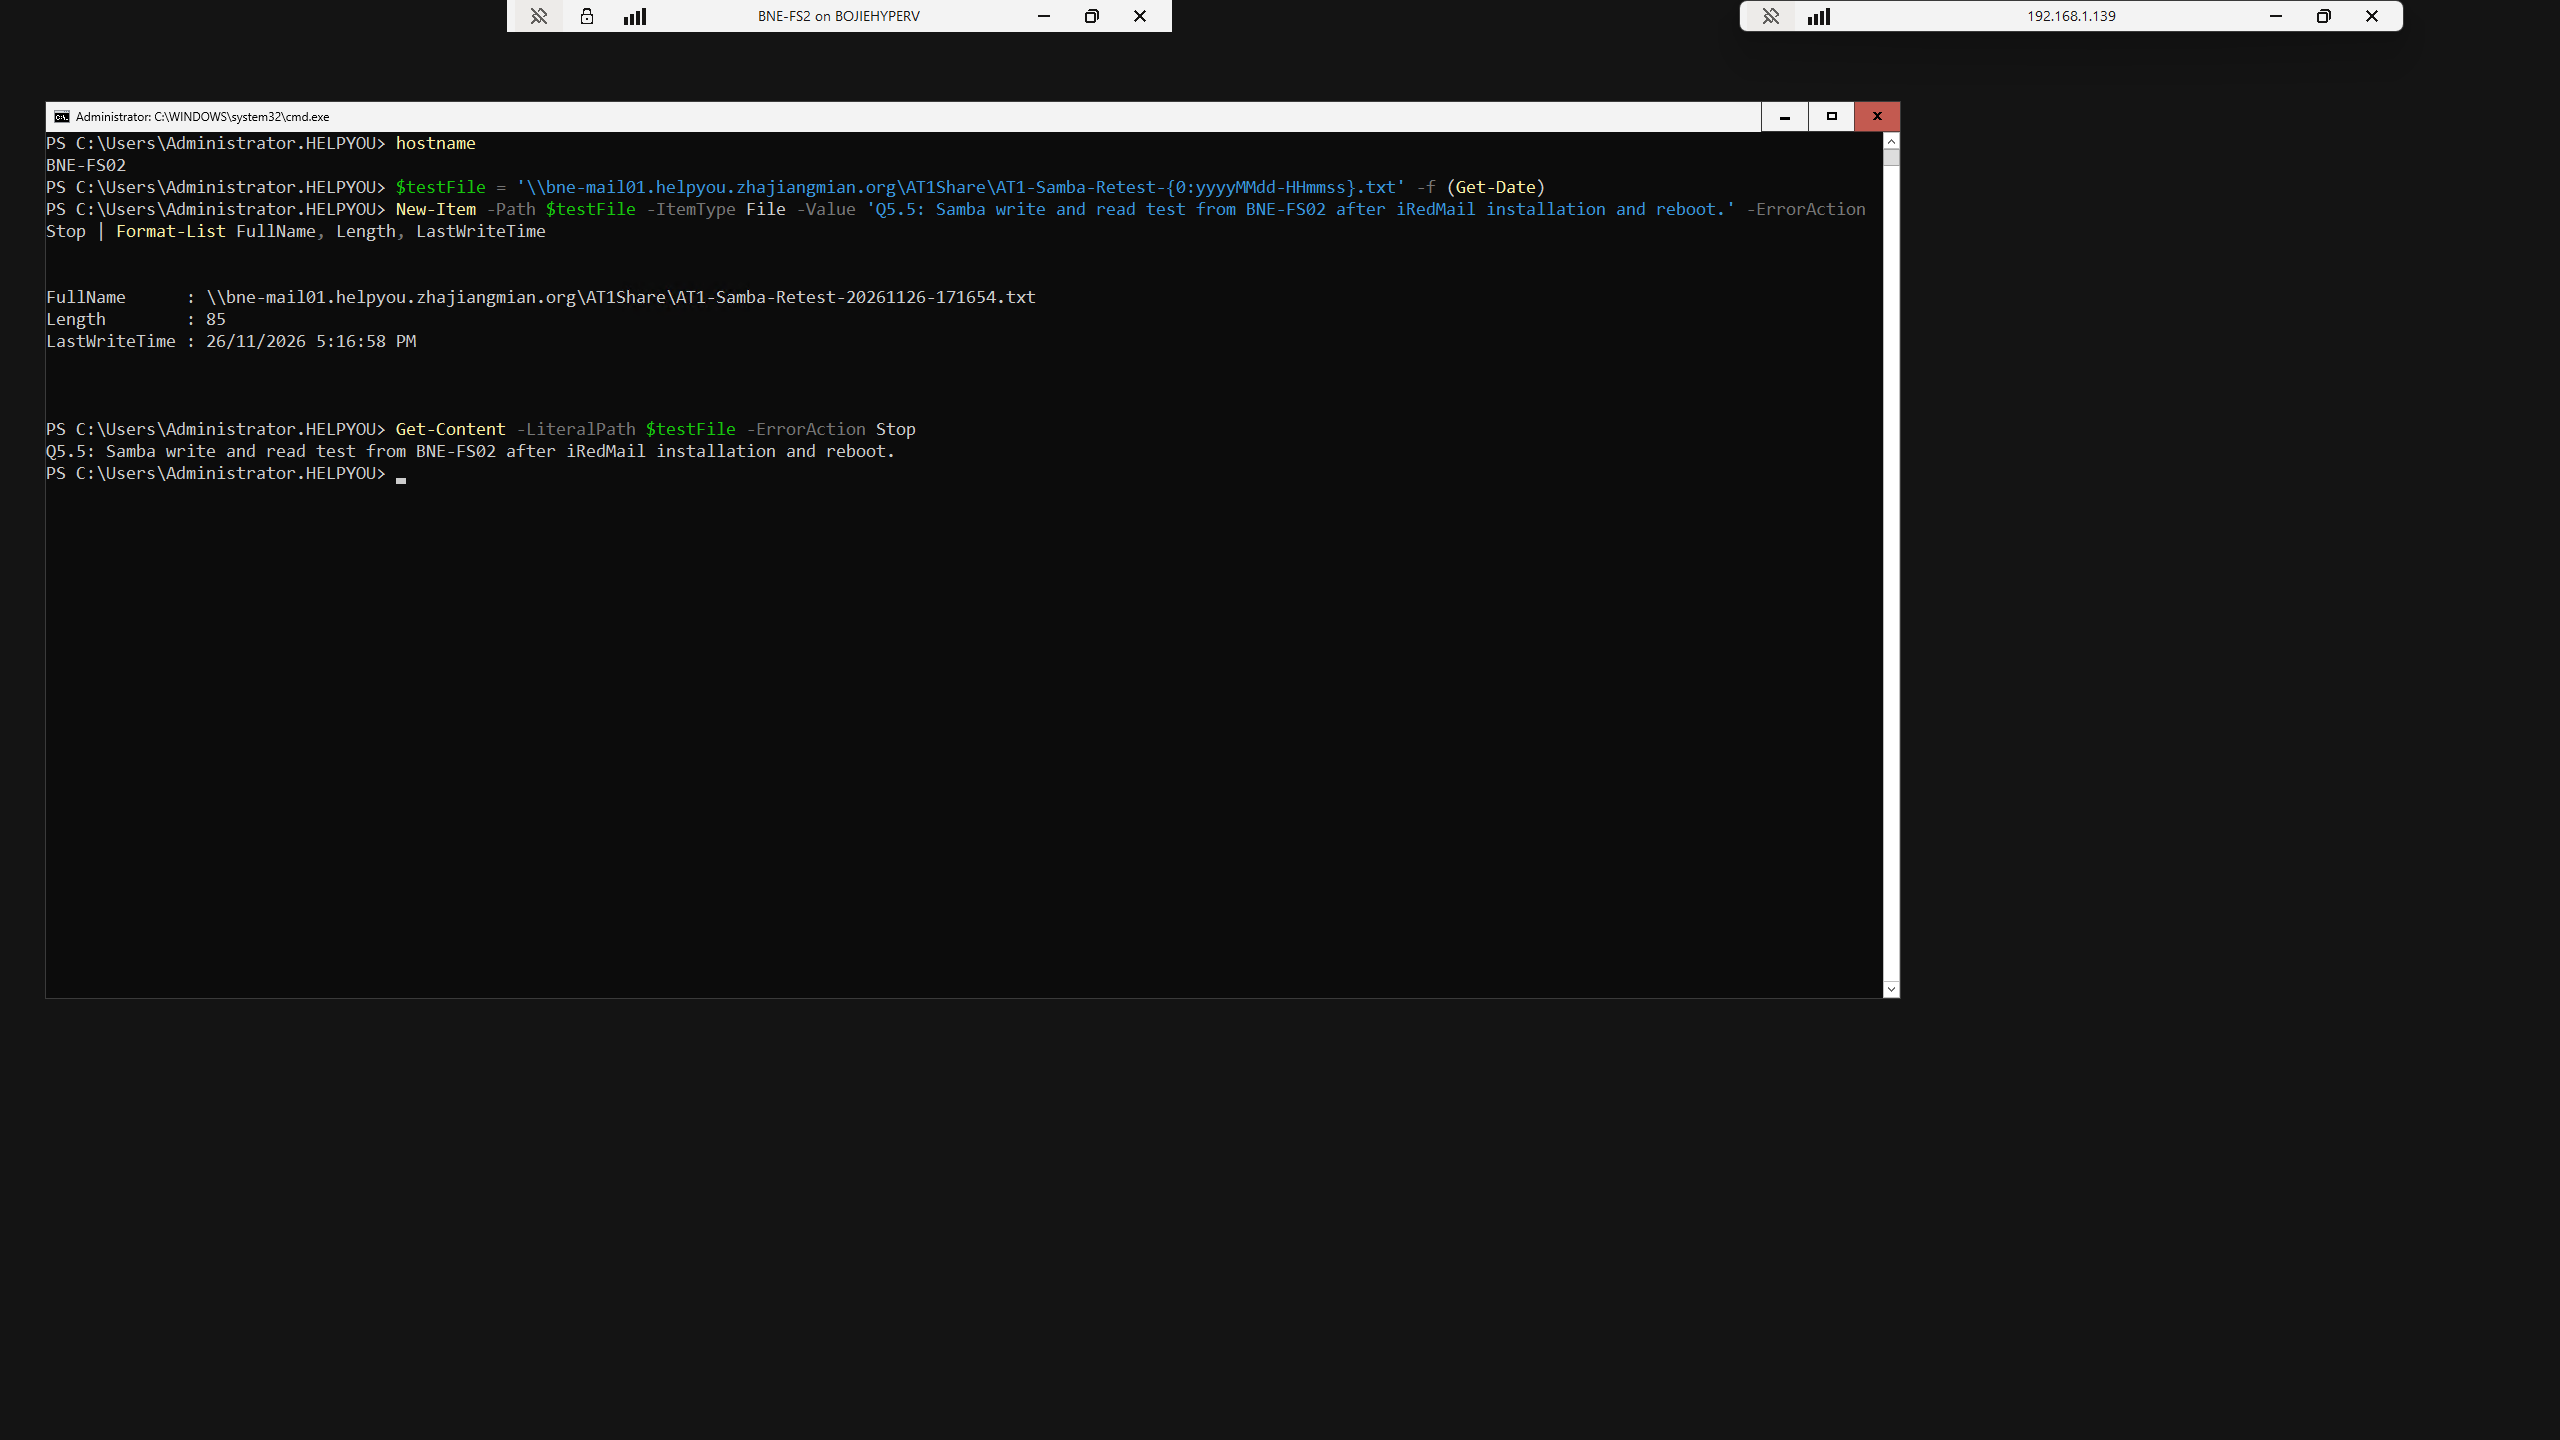 BNE-FS2 on BOJIEHYPERV
192.168.1.139
Administrator: C:\WINDOWS\system32\cmd.exe
PS C:\Users\Administrator.HELPYOU> hostname
BNE-FS02
PS C:\Users\Administrator.HELPYOU> $testFile = '\\bne-mail01.helpyou.zhajiangmian.org\AT1Share\AT1-Samba-Retest-{0:yyyyMMdd-HHmmss}.txt' -f (Get-Date)
PS C:\Users\Administrator.HELPYOU> New-Item -Path $testFile -ItemType File -Value 'Q5.5: Samba write and read test from BNE-FS02 after iRedMail installation and reboot.' -ErrorAction
Stop | Format-List FullName, Length, LastWriteTime
FullName      : \\bne-mail01.helpyou.zhajiangmian.org\AT1Share\AT1-Samba-Retest-20261126-171654.txt
Length        : 85
LastWriteTime : 26/11/2026 5:16:58 PM
PS C:\Users\Administrator.HELPYOU> Get-Content -LiteralPath $testFile -ErrorAction Stop
Q5.5: Samba write and read test from BNE-FS02 after iRedMail installation and reboot.
PS C:\Users\Administrator.HELPYOU>